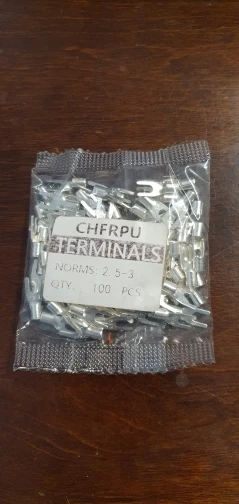 CHFRPU
TERMINALS
NORMS: 2.5-3
QTY: 100 PCS